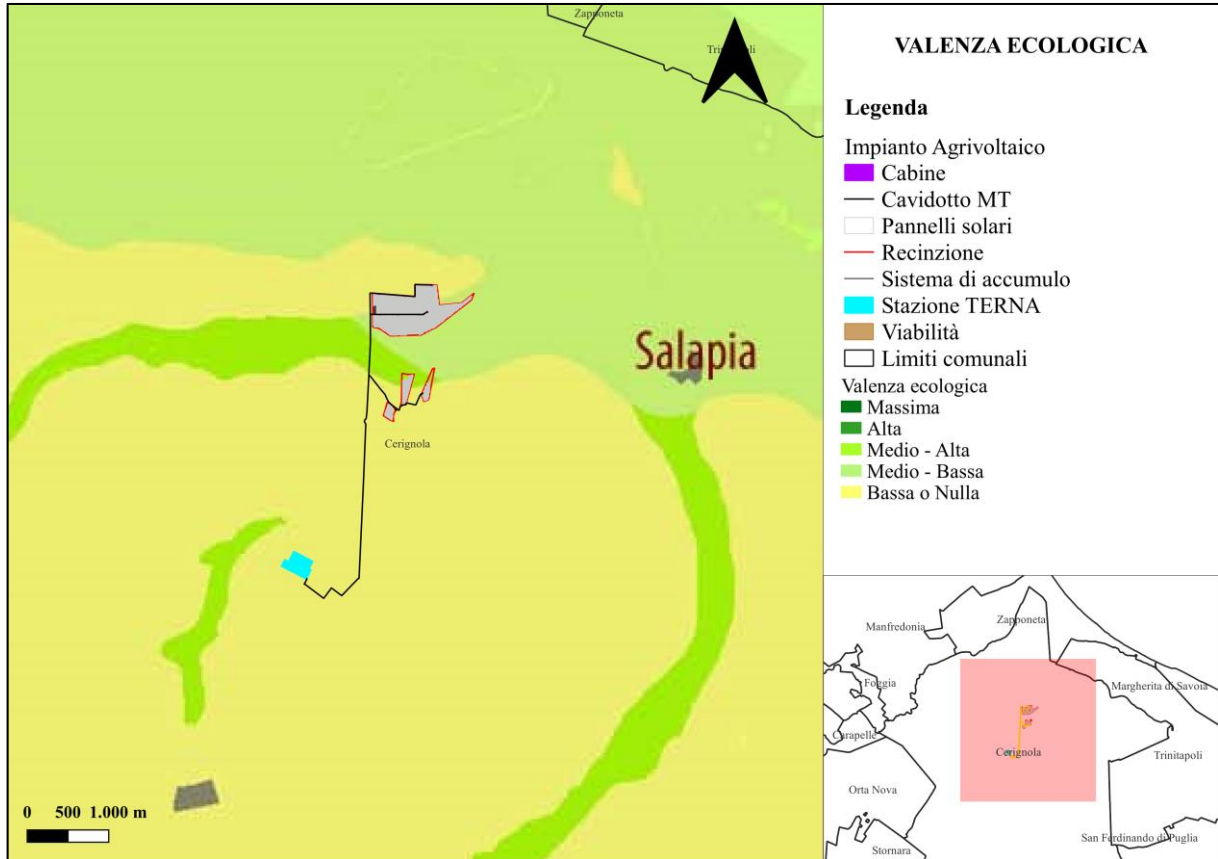 Zapponeta
Trinitapoli
Salapia
Cerignola
0 500 1.000 m
VALENZA ECOLOGICA
Legenda
Impianto Agrivoltaico
Cabine
Cavidotto MT
Pannelli solari
Recinzione
Sistema di accumulo
Stazione TERNA
Viabilità
Limiti comunali
Valenza ecologica
Massima
Alta
Medio - Alta
Medio - Bassa
Bassa o Nulla
Zapponeta
Manfredonia
Foggia
Margherita di Savoia
Carapelle
Cerignola
Trinitapoli
Orta Nova
San Ferdinando di Puglia
Stornara